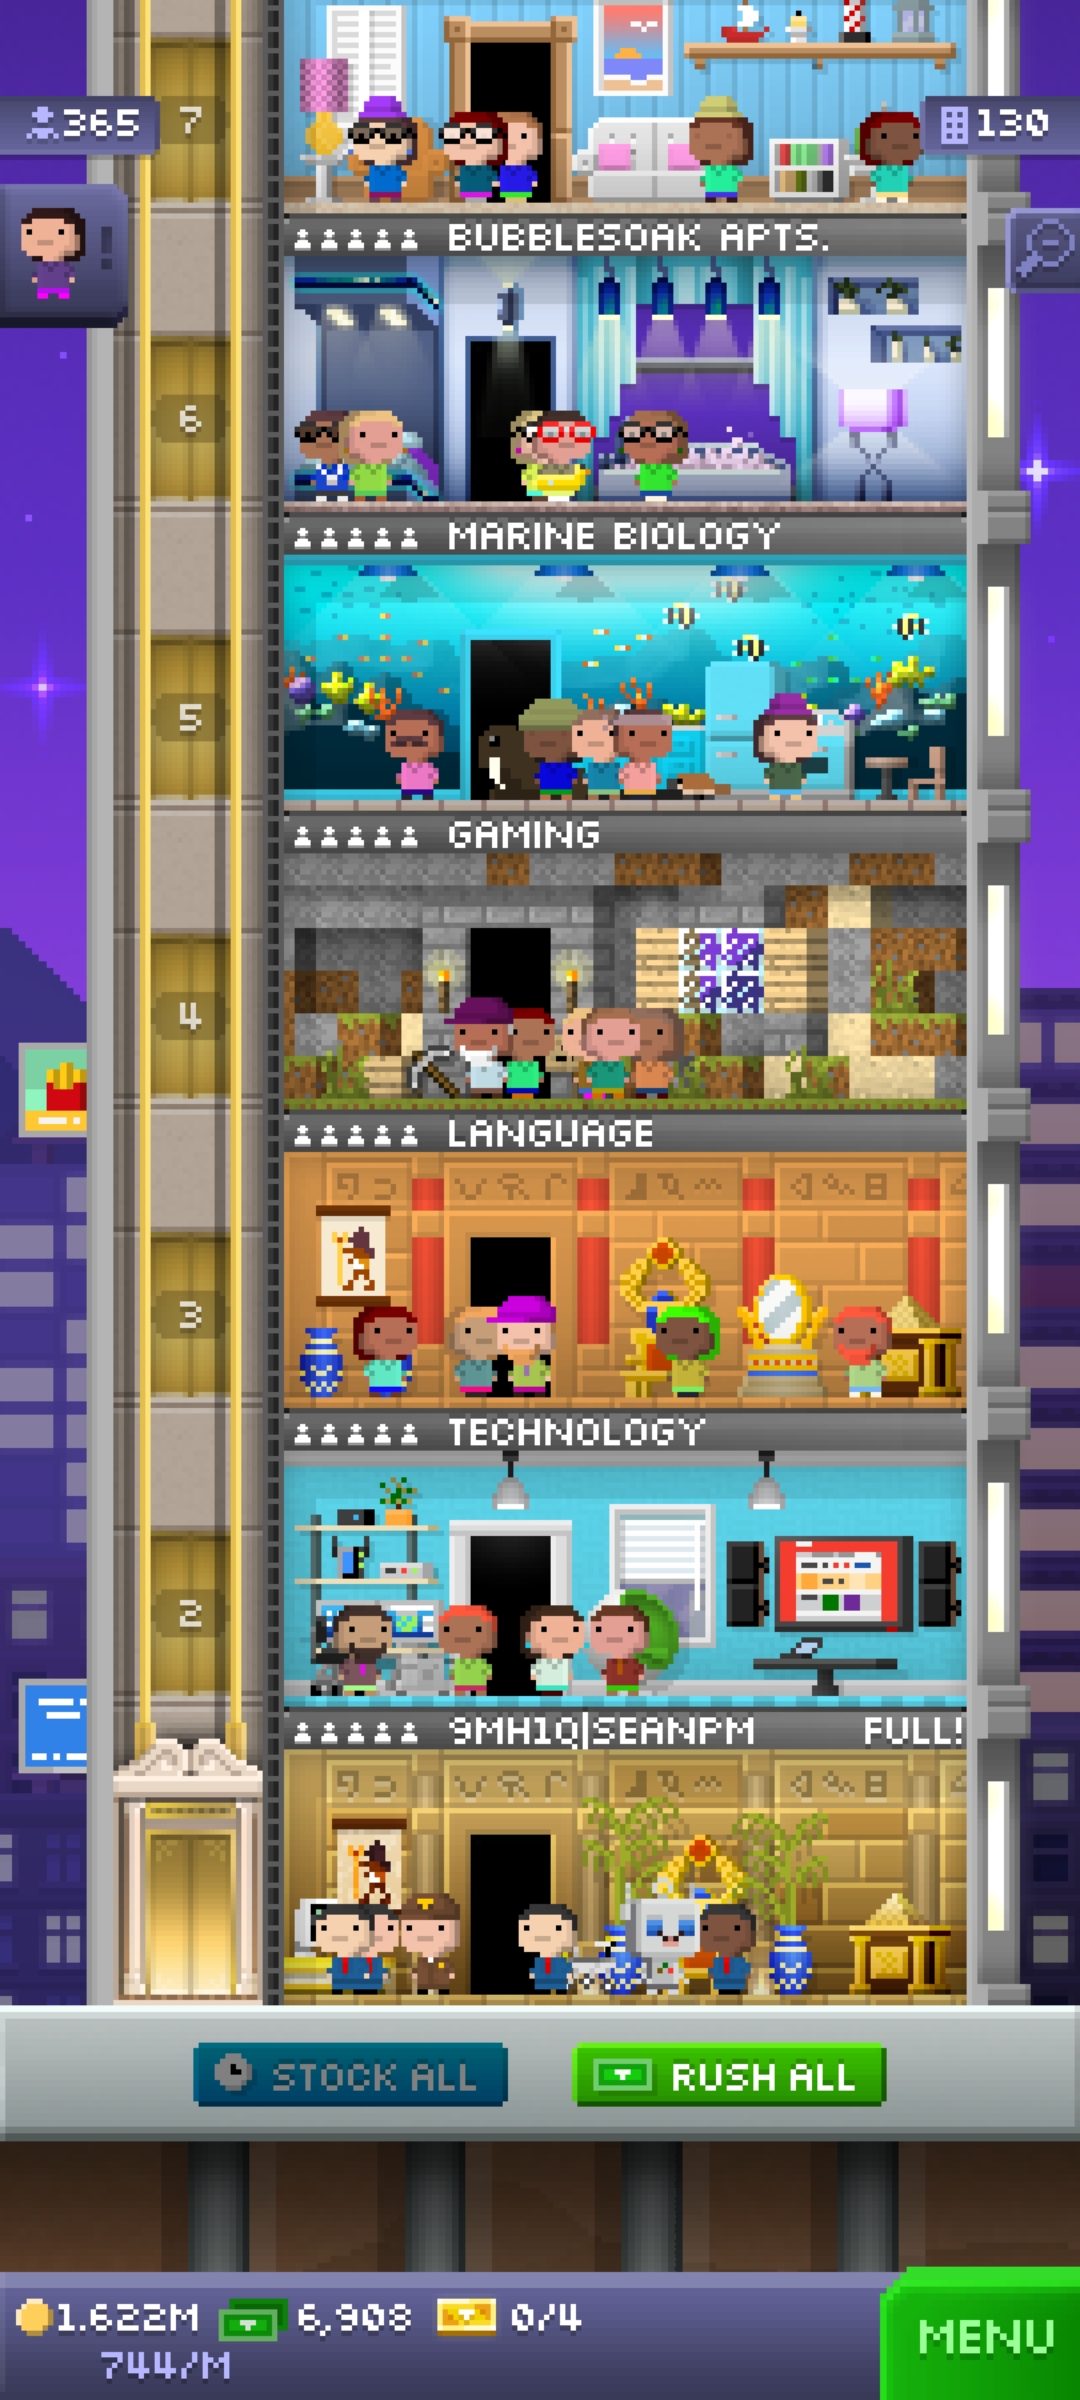 365 7 130
!
BUBBLESOAK APTS.
6
MARINE BIOLOGY
5
GAMING
4
LANGUAGE
3
TECHNOLOGY
2
9MH1Q|SEANPM FULL!
STOCK ALL RUSH ALL
1.622M 6,908 0/4
744/M
MENU